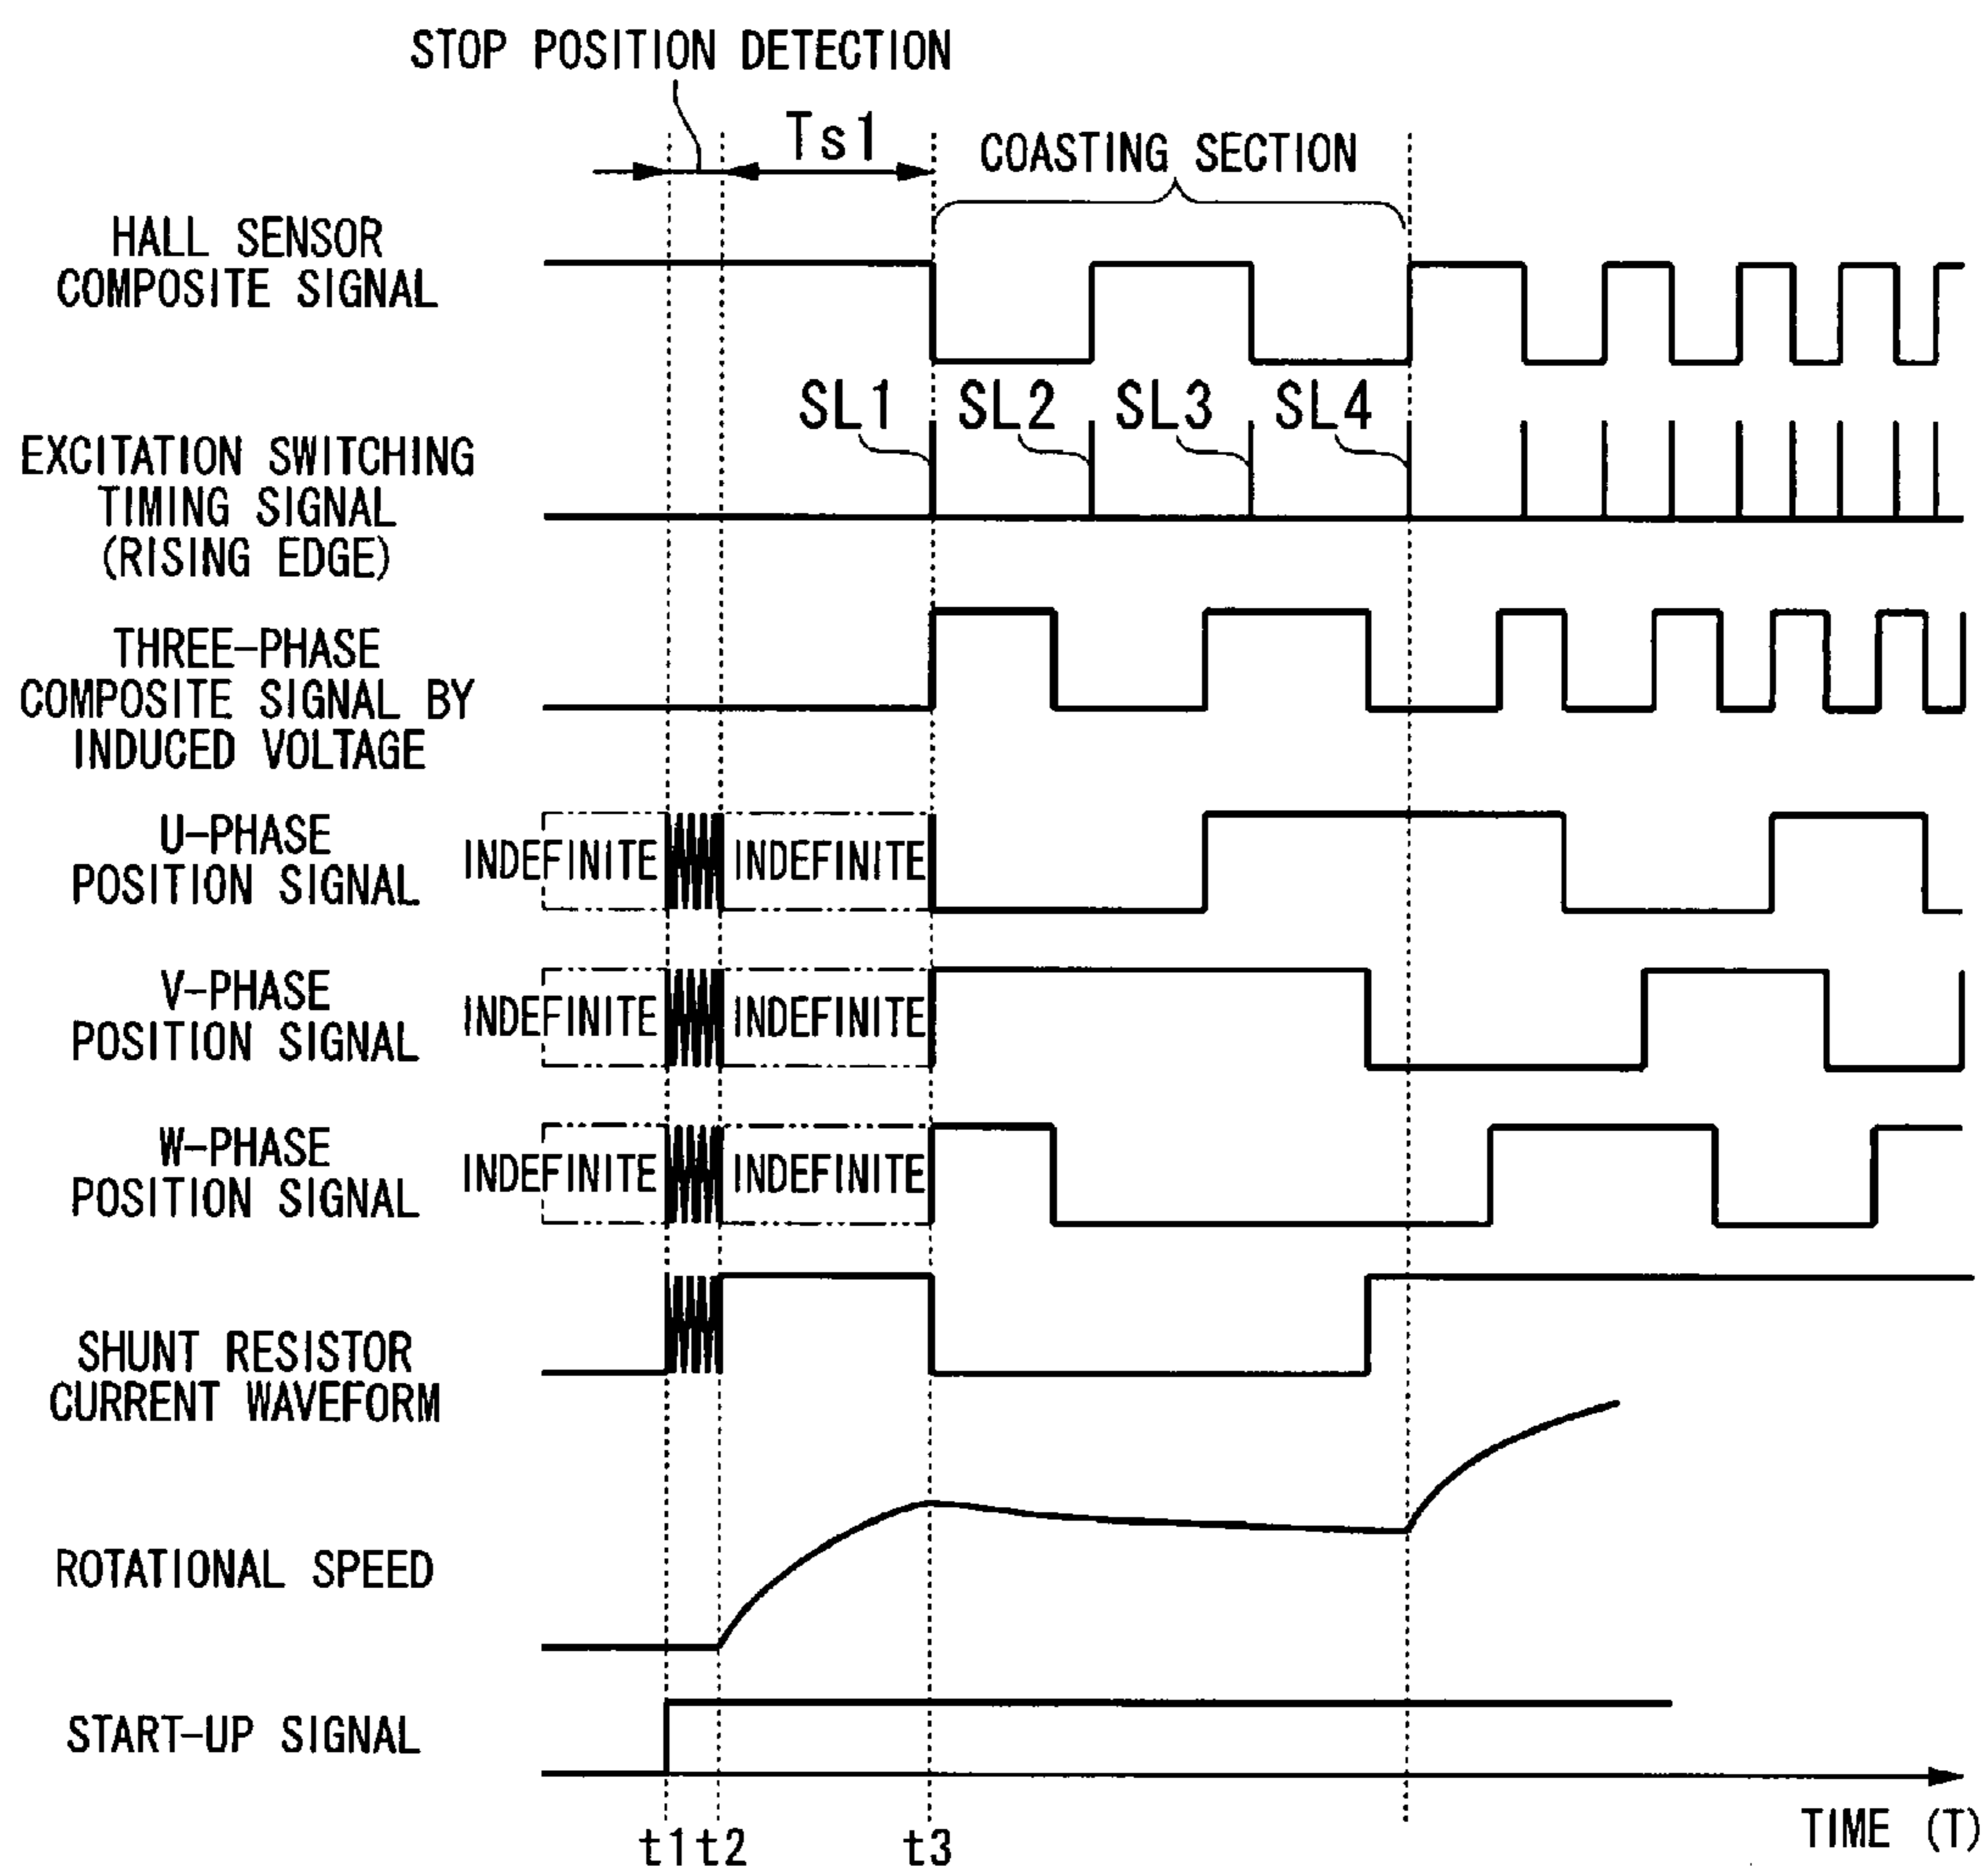 STOP POSITION DETECTION
Ts1
COASTING SECTION
HALL SENSOR
COMPOSITE SIGNAL
SL1
SL2
SL3
SL4
EXCITATION SWITCHING
TIMING SIGNAL
(RISING EDGE)
THREE-PHASE
COMPOSITE SIGNAL BY
INDUCED VOLTAGE
U-PHASE
POSITION SIGNAL
INDEFINITE
INDEFINITE
V-PHASE
POSITION SIGNAL
INDEFINITE
INDEFINITE
W-PHASE
POSITION SIGNAL
INDEFINITE
INDEFINITE
SHUNT RESISTOR
CURRENT WAVEFORM
ROTATIONAL SPEED
START-UP SIGNAL
TIME (T)
t1
t2
t3